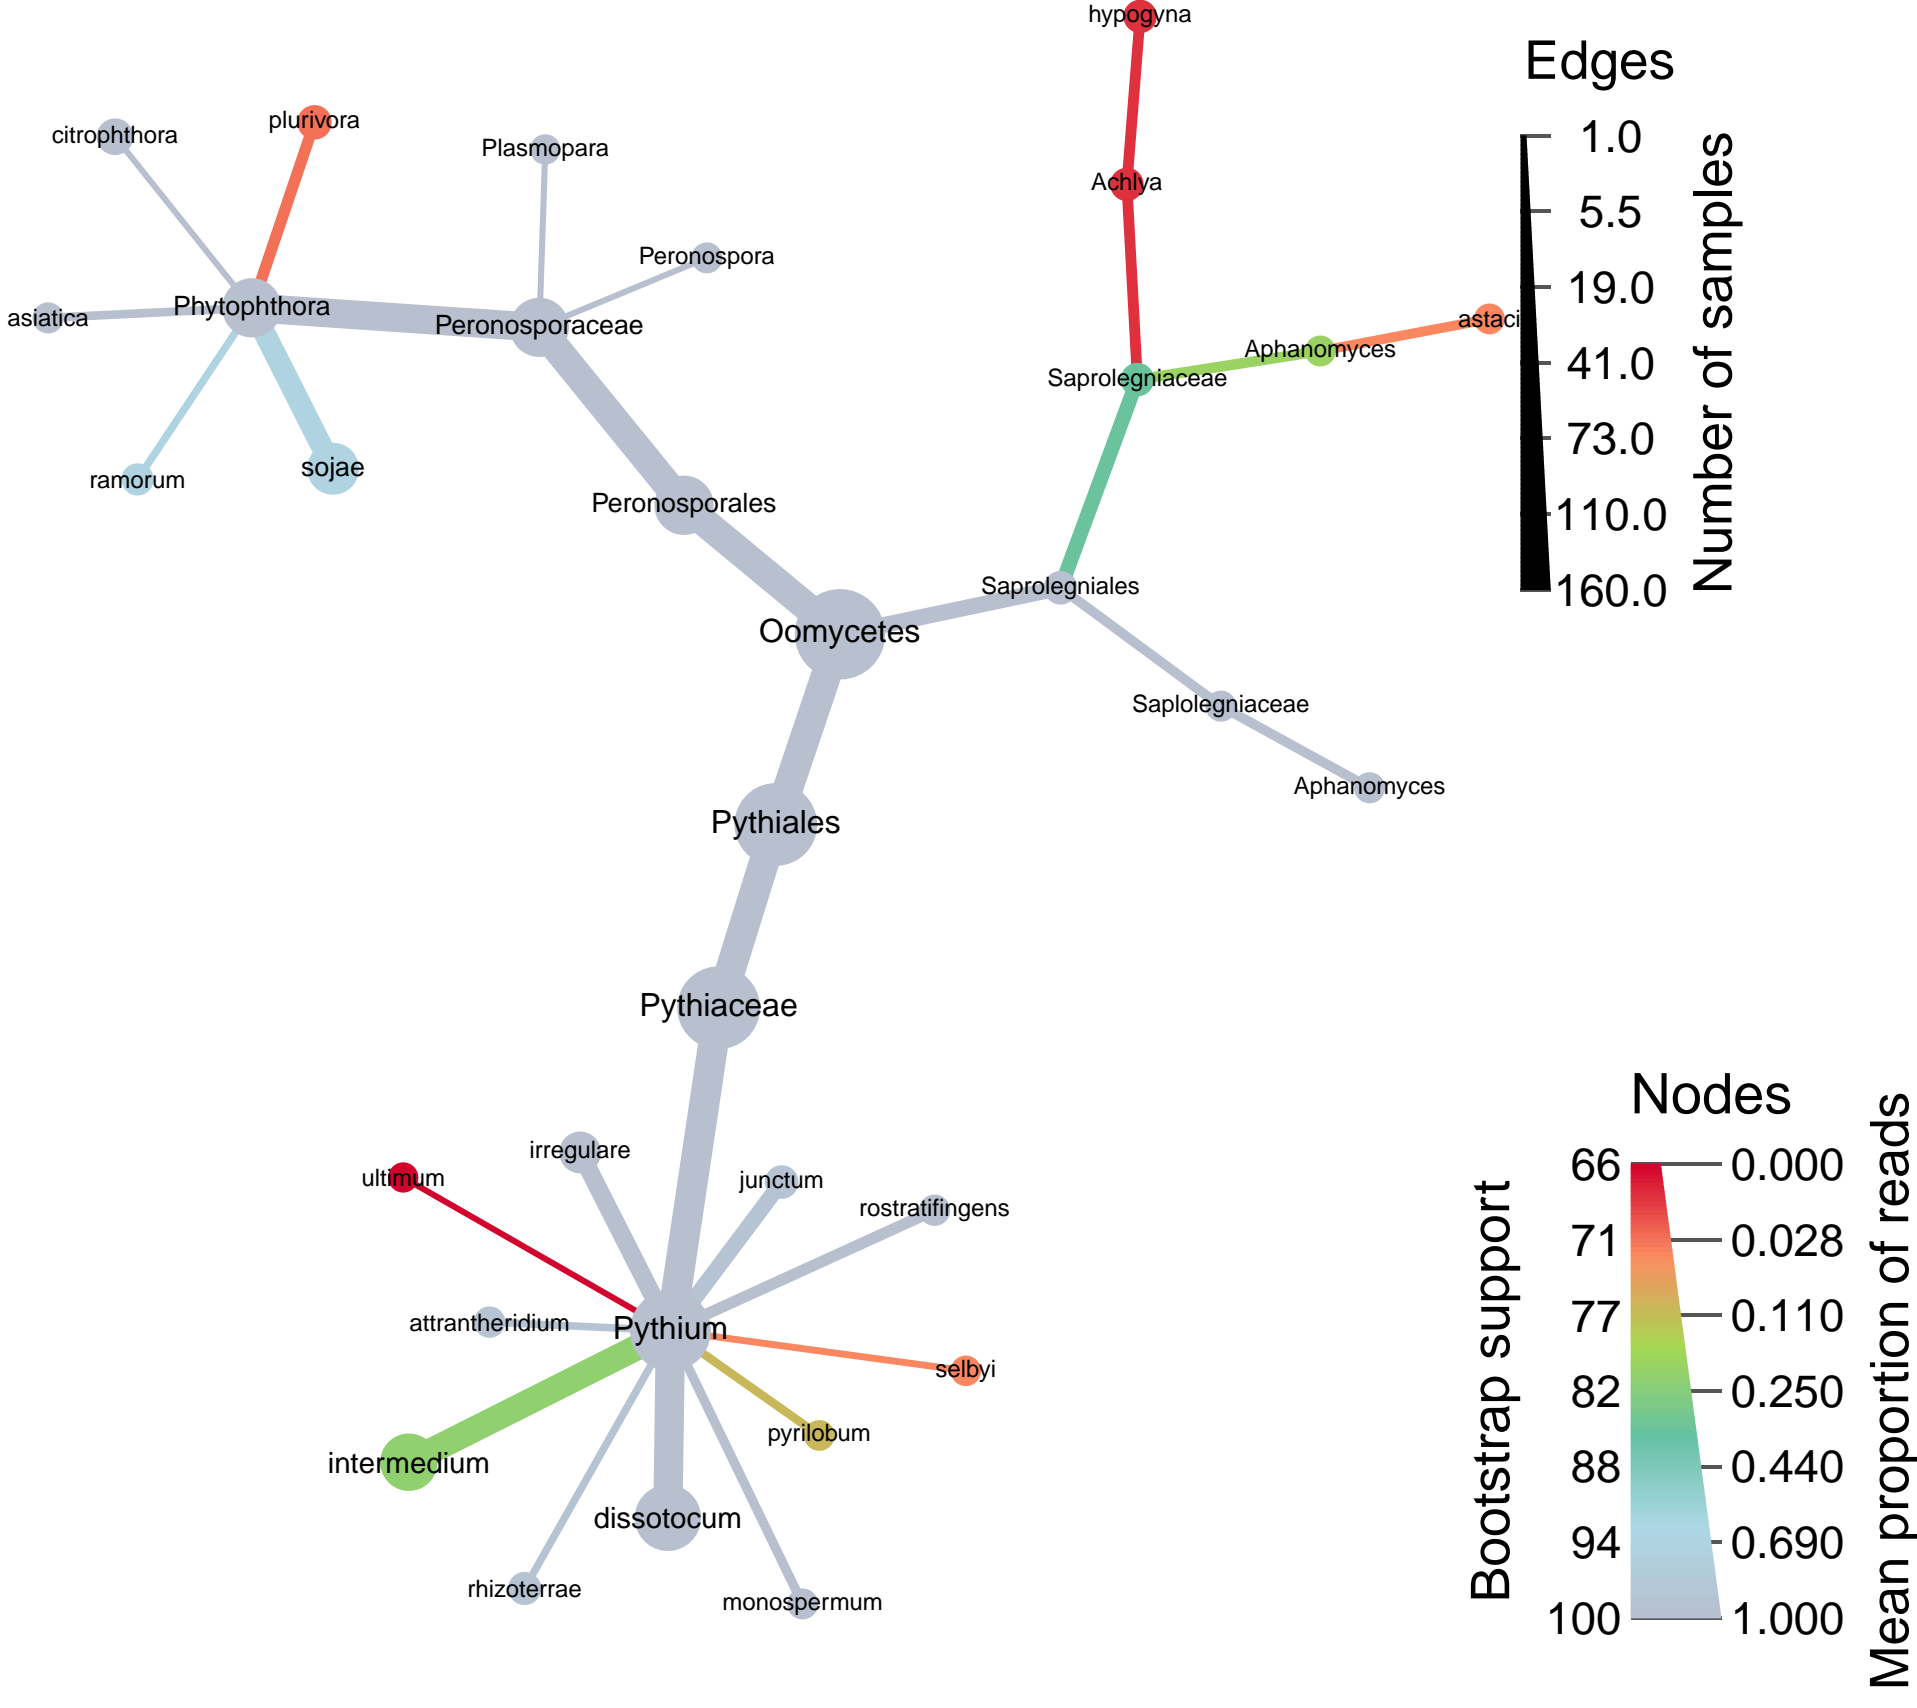 hypogyna
Edges
plurivora
citrophthora
1.0
Plasmopara
Achlya
5.5
Peronospora
19.0
Number of samples
Phytophthora
asiatica
Peronosporaceae
astaci
Aphanomyces
41.0
Saprolegniaceae
73.0
sojae
ramorum
Peronosporales
110.0
Saprolegniales
160.0
Oomycetes
Saplolegniaceae
Aphanomyces
Pythiales
Pythiaceae
Nodes
irregulare
66
0.000
ultimum
junctum
rostratifingens
71
0.028
attrantheridium
Pythium
77
0.110
selbyi
Bootstrap support
Mean proportion of reads
82
0.250
pyrilobum
intermedium
88
0.440
dissotocum
94
0.690
rhizoterrae
monospermum
100
1.000